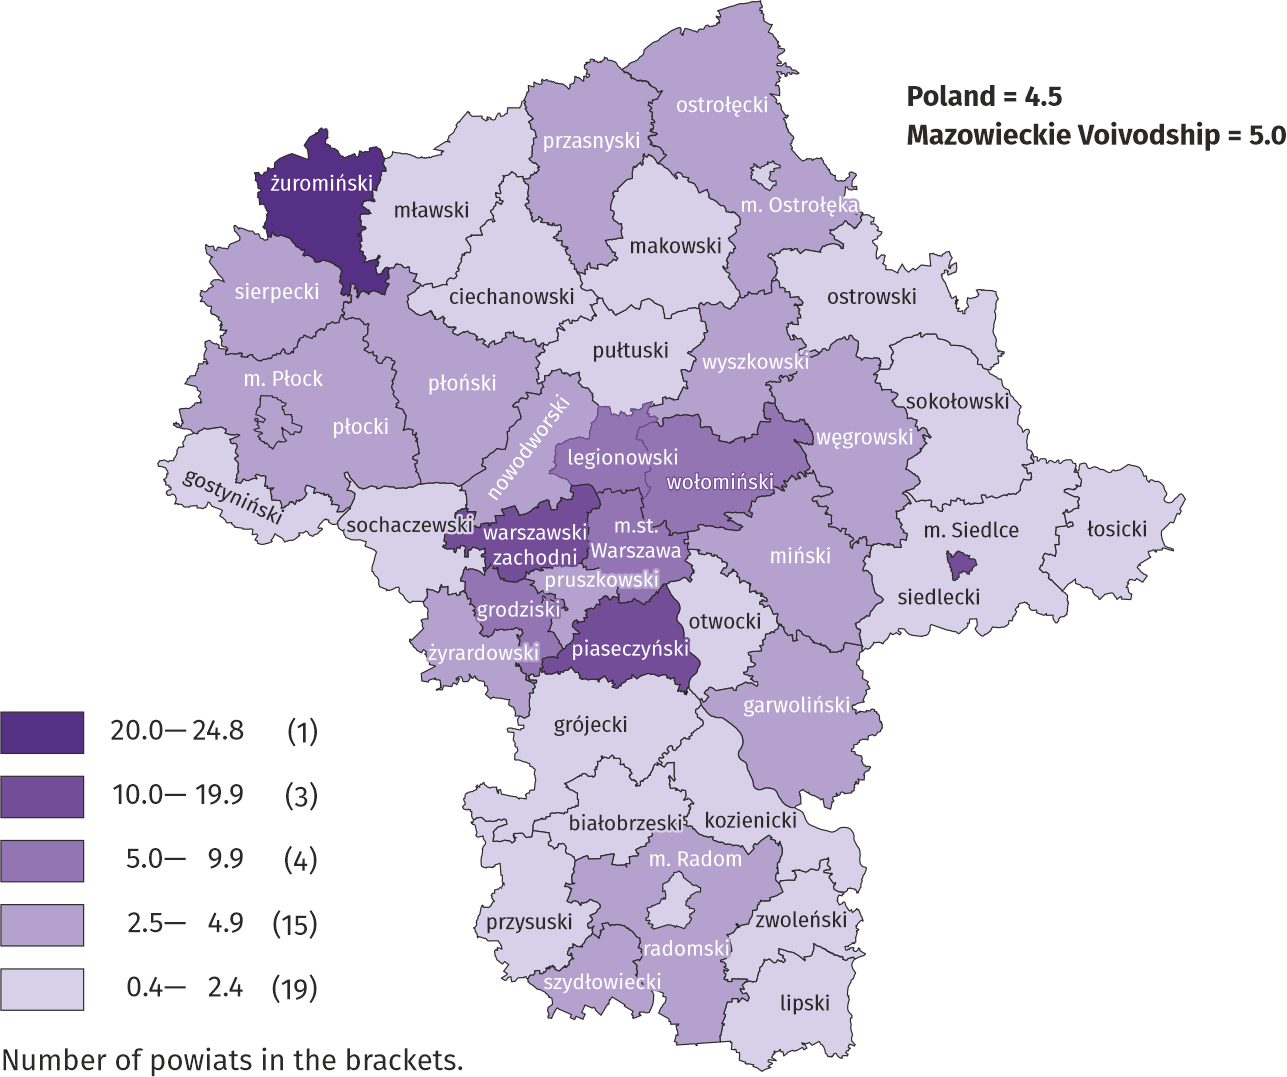 Poland = 4.5
Mazowieckie Voivodship = 5.0
ostrołęcki
przasnyski
żuromiński
mławski
m. Ostrołęka
makowski
sierpecki
ciechanowski
ostrowski
pułtuski
wyszkowski
m. Płock
płoński
sokołowski
płocki
nowodworski
węgrowski
legionowski
wołomiński
gostyniński
sochaczewski
warszawski
zachodni
m.st.
Warszawa
m. Siedlce
łosicki
miński
pruszkowski
siedlecki
grodziski
otwocki
żyrardowski
piaseczyński
garwoliński
grójecki
białobrzeski
kozienicki
m. Radom
przysuski
zwoleński
radomski
szydłowiecki
lipski
20.0— 24.8 (1)
10.0— 19.9 (3)
5.0— 9.9 (4)
2.5— 4.9 (15)
0.4— 2.4 (19)
Number of powiats in the brackets.